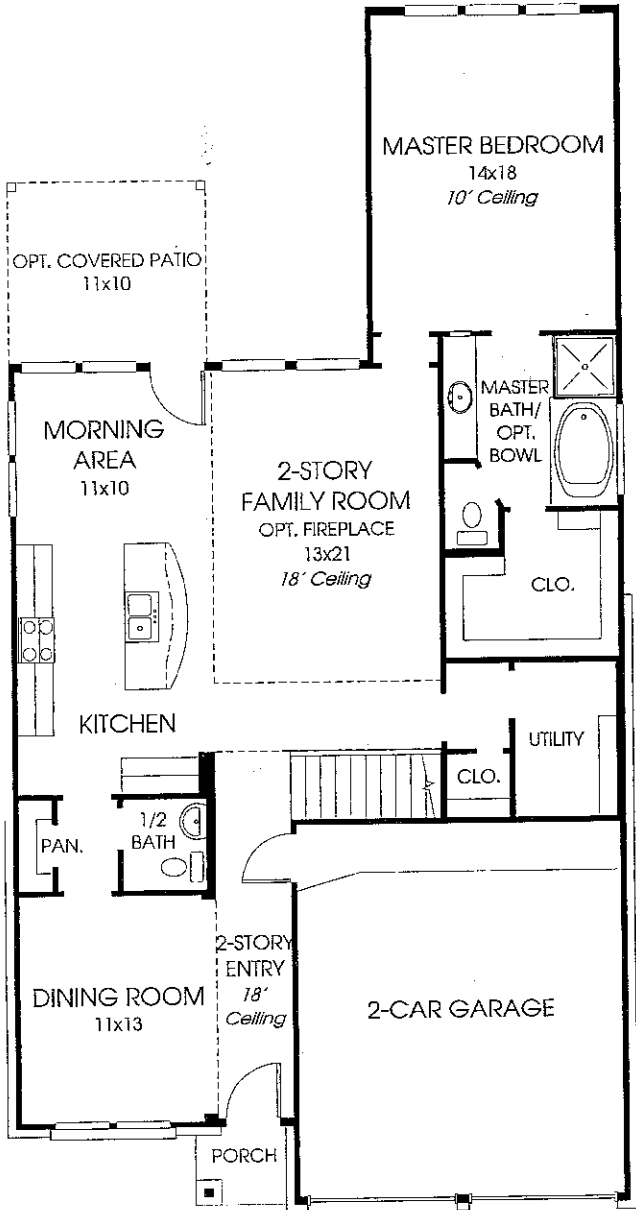 MASTER BEDROOM
14x18
10' Ceiling
OPT. COVERED PATIO
11x10
MORNING
AREA
11x10
2-STORY
FAMILY ROOM
OPT. FIREPLACE
13x21
18' Ceiling
MASTER
BATH/
OPT.
BOWL
CLO.
KITCHEN
UTILITY
CLO.
PAN.
1/2
BATH
2-STORY
ENTRY
18'
Ceiling
DINING ROOM
11x13
2-CAR GARAGE
PORCH